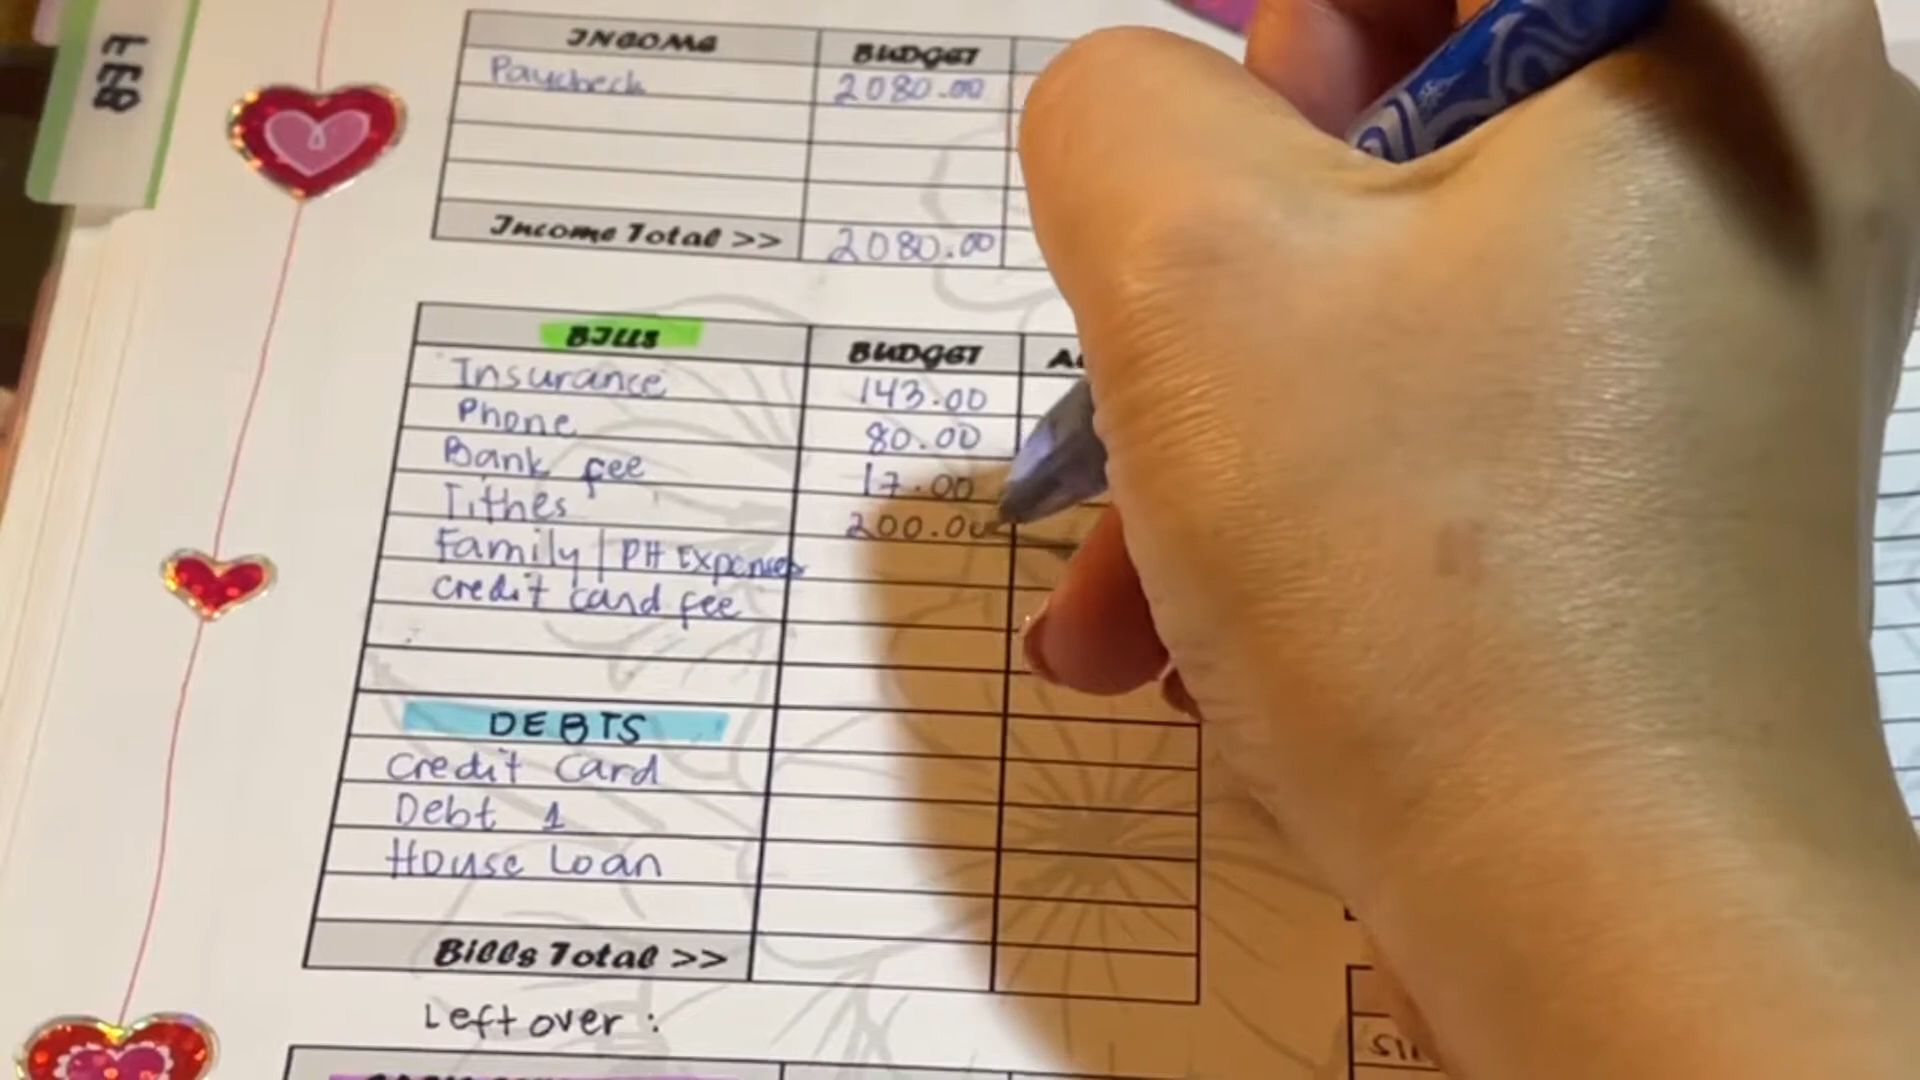 FEB
INCOME BUDGET
Paycheck 2080.00
Income Total >> 2080.00
BILLS BUDGET
Insurance 143.00
Phone 80.00
Bank fee 17.00
Tithes 200.00
Family | PH Expenses
Credit card fee
DEBTS
Credit Card
Debt 1
House Loan
Bills Total >>
Left over :